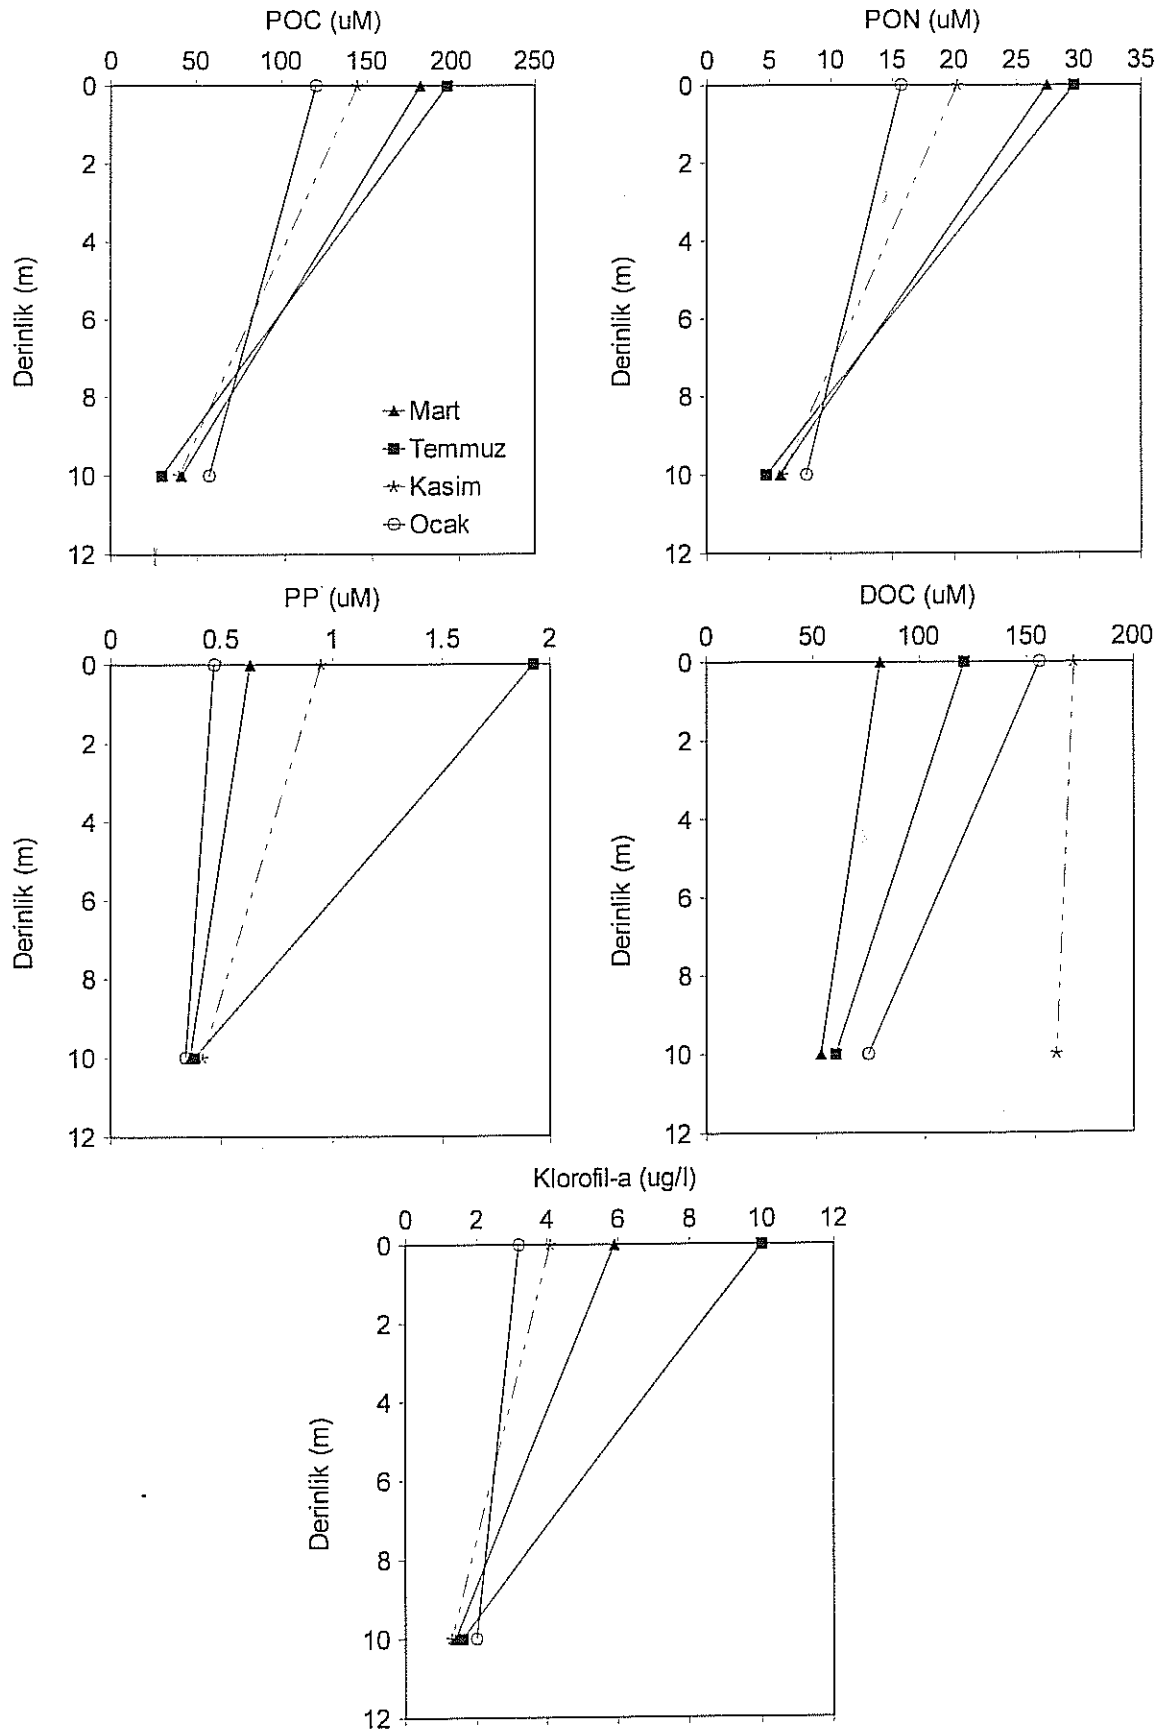 POC (uM)
0 50 100 150 200 250
0
2
4
6
8
10
12
Derinlik (m)
Mart
Temmuz
Kasim
Ocak
PON (uM)
0 5 10 15 20 25 30 35
0
2
4
6
8
10
12
Derinlik (m)
PP (uM)
0 0.5 1 1.5 2
0
2
4
6
8
10
12
Derinlik (m)
DOC (uM)
0 50 100 150 200
0
2
4
6
8
10
12
Derinlik (m)
Klorofil-a (ug/l)
0 2 4 6 8 10 12
0
2
4
6
8
10
12
Derinlik (m)